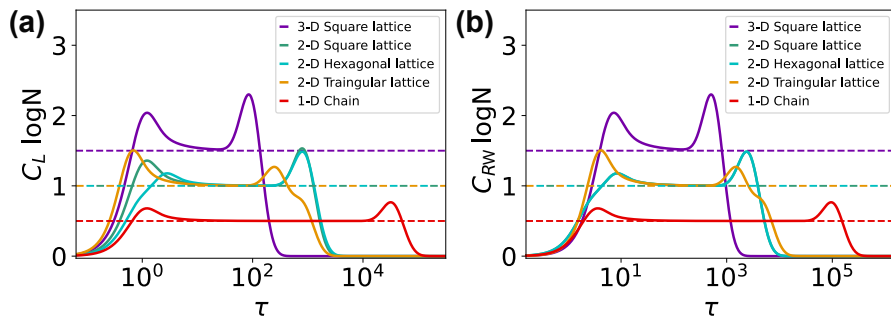 (a)
C_L logN
3
2
1
0
3-D Square lattice
2-D Square lattice
2-D Hexagonal lattice
2-D Traingular lattice
1-D Chain
10^0
10^2
10^4
τ
(b)
C_RW logN
3
2
1
0
3-D Square lattice
2-D Square lattice
2-D Hexagonal lattice
2-D Traingular lattice
1-D Chain
10^1
10^3
10^5
τ